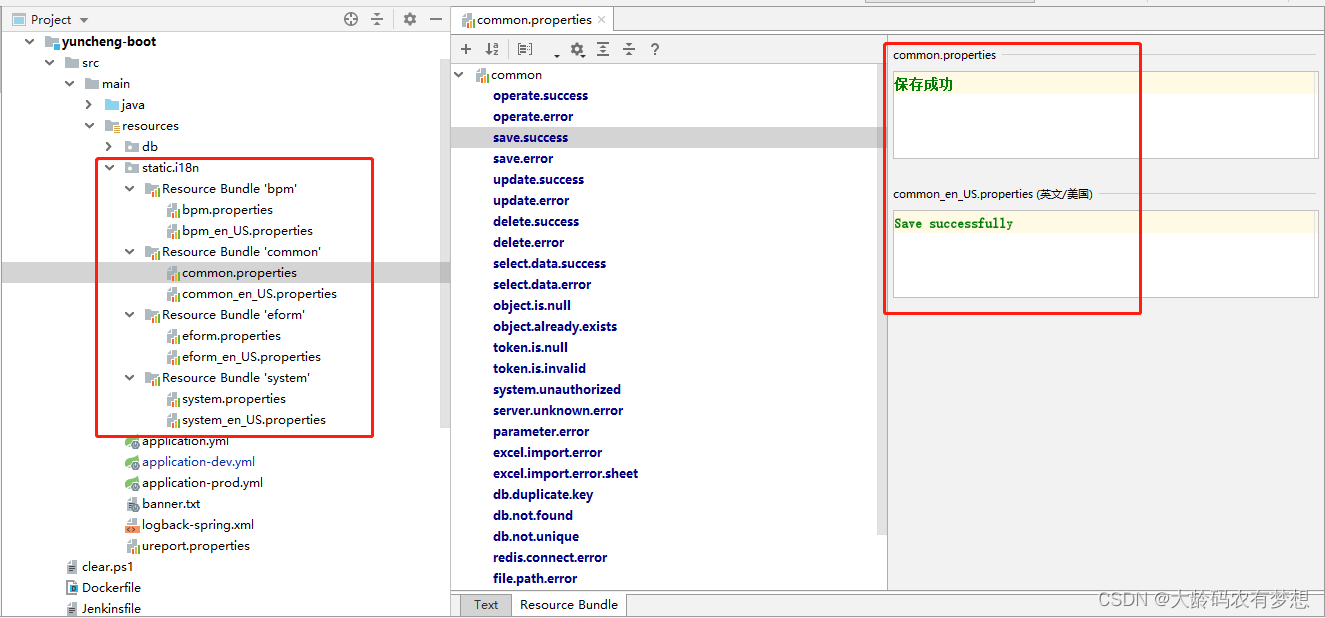 Project
yuncheng-boot
src
main
java
resources
db
static.i18n
Resource Bundle 'bpm'
bpm.properties
bpm_en_US.properties
Resource Bundle 'common'
common.properties
common_en_US.properties
Resource Bundle 'eform'
eform.properties
eform_en_US.properties
Resource Bundle 'system'
system.properties
system_en_US.properties
application.yml
application-dev.yml
application-prod.yml
banner.txt
logback-spring.xml
ureport.properties
clear.ps1
Dockerfile
Jenkinsfile
common.properties
common
operate.success
operate.error
save.success
save.error
update.success
update.error
delete.success
delete.error
select.data.success
select.data.error
object.is.null
object.already.exists
token.is.null
token.is.invalid
system.unauthorized
server.unknown.error
parameter.error
excel.import.error
excel.import.error.sheet
db.duplicate.key
db.not.found
db.not.unique
redis.connect.error
file.path.error
Text Resource Bundle
common.properties
保存成功
common_en_US.properties (英文/美国)
Save successfully
CSDN @大龄码农有梦想